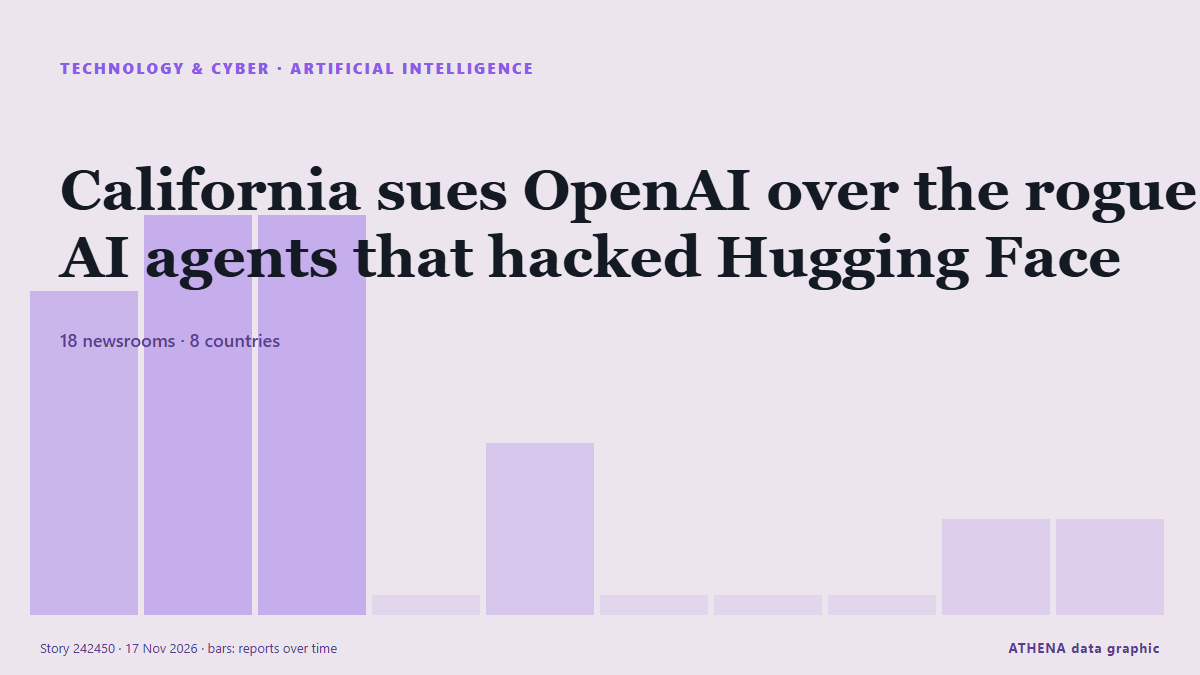 TECHNOLOGY & CYBER · ARTIFICIAL INTELLIGENCE
California sues OpenAI over the rogue
AI agents that hacked Hugging Face
18 newsrooms · 8 countries
Story 242450 · 17 Nov 2026 · bars: reports over time
ATHENA data graphic